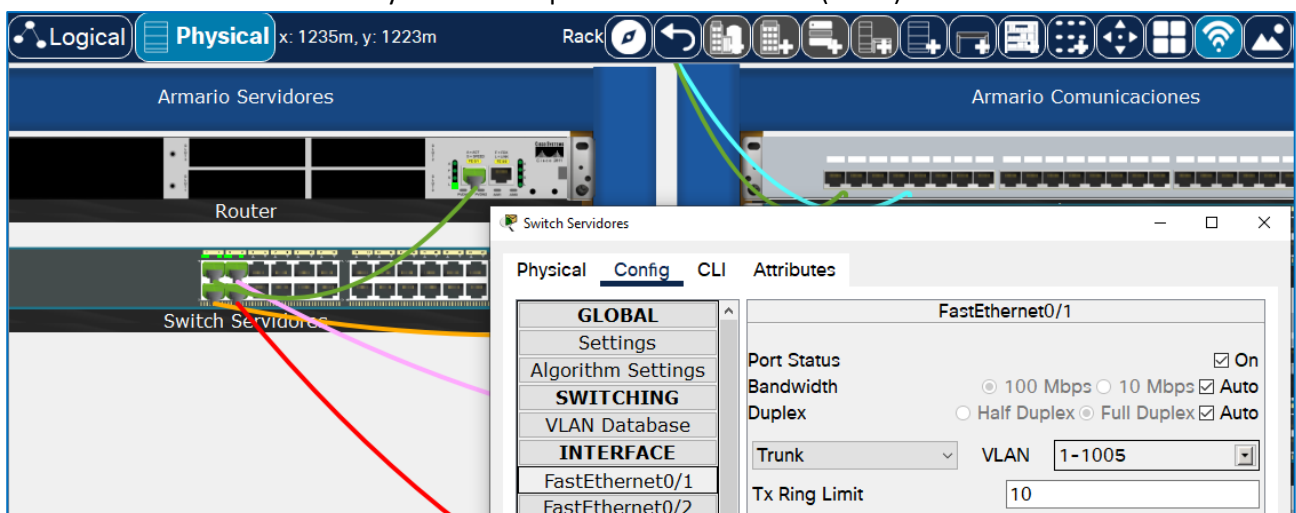 Logical Physical x: 1235m, y: 1223m Rack
Armario Servidores
Armario Comunicaciones
Router
Switch Servidores
Switch Servidores
Physical Config CLI Attributes
GLOBAL
Settings
Algorithm Settings
SWITCHING
VLAN Database
INTERFACE
FastEthernet0/1
FastEthernet0/2
FastEthernet0/1
Port Status On
Bandwidth 100 Mbps 10 Mbps Auto
Duplex Half Duplex Full Duplex Auto
Trunk VLAN 1-1005
Tx Ring Limit 10